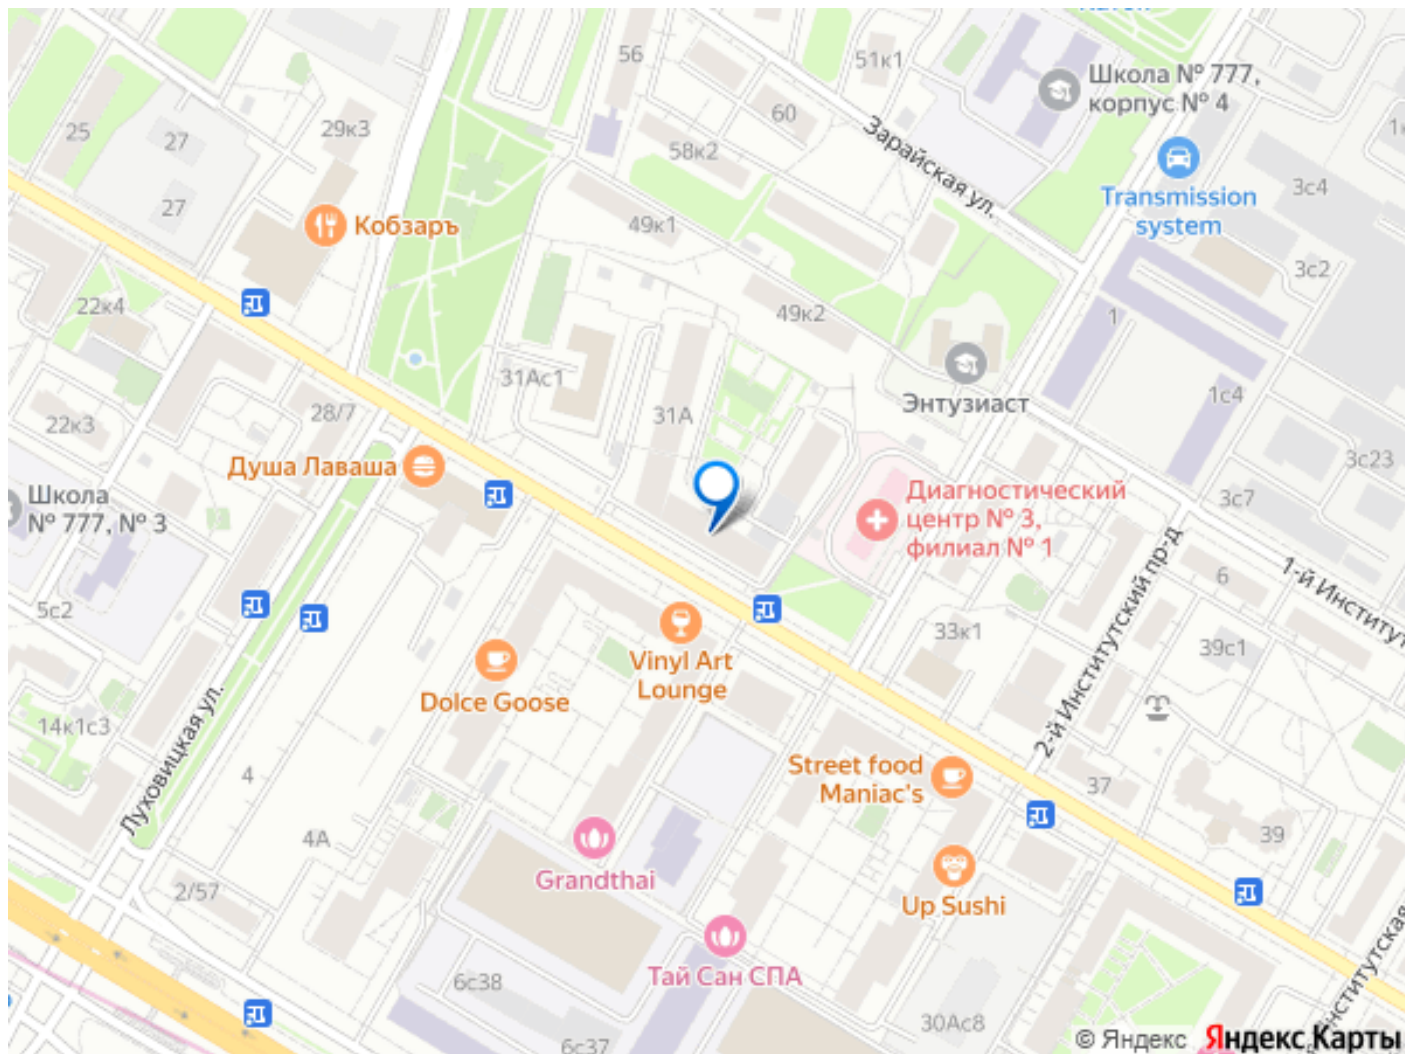 56
51к1
Школа № 777,
корпус № 4
60
Зарайская ул.
25
27
29к3
58к2
Transmission
system
3с4
27
Кобзаръ
49к1
3с2
22к4
49к2
1
31Ас1
Энтузиаст
1с4
28/7
31А
22к3
3с23
Душа Лаваша
Школа
№ 777, № 3
Диагностический
центр № 3,
филиал № 1
3с7
2-й Институтский пр-д
1-й Институт
6
5с2
33к1
39с1
Vinyl Art
Lounge
Dolce Goose
14к1с3
Луховицкая ул.
4
Street food
Maniac's
37
4А
39
Grandthai
2/57
Up Sushi
Тай Сан СПА
6с38
30Ас8
6с37
нститутская
© Яндекс Яндекс Карты